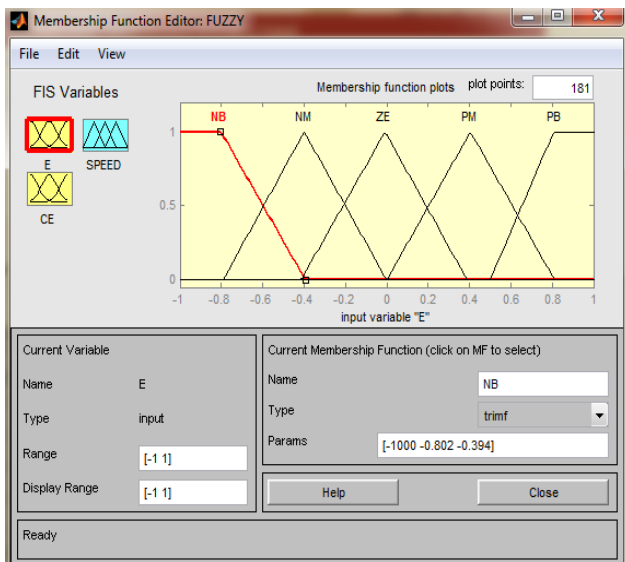 Membership Function Editor: FUZZY
File Edit View
FIS Variables
Membership function plots plot points: 181
NB NM ZE PM PB
E SPEED
CE
1
0.5
0
-1 -0.8 -0.6 -0.4 -0.2 0 0.2 0.4 0.6 0.8 1
input variable "E"
Current Variable
Name E
Type input
Range [-1 1]
Display Range [-1 1]
Current Membership Function (click on MF to select)
Name NB
Type trimf
Params [-1000 -0.802 -0.394]
Help Close
Ready